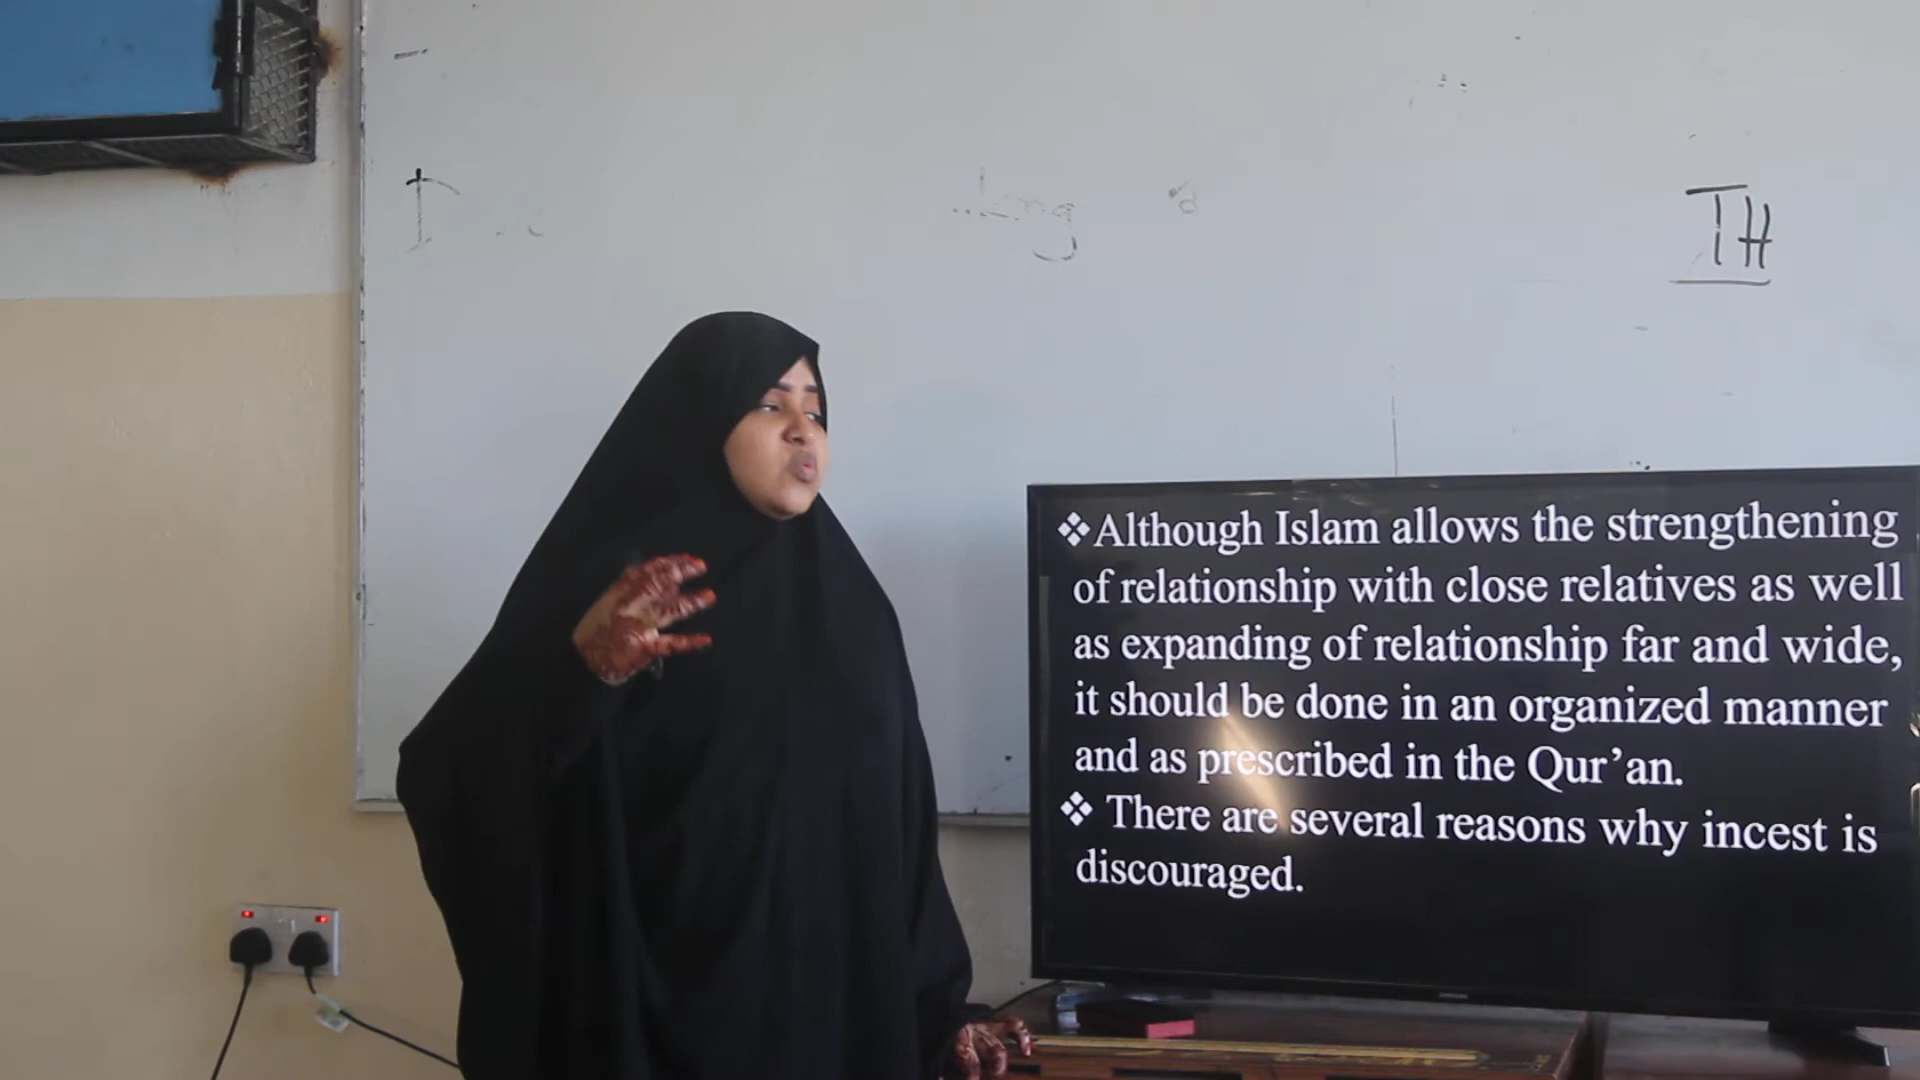 TH
❖Although Islam allows the strengthening
of relationship with close relatives as well
as expanding of relationship far and wide,
it should be done in an organized manner
and as prescribed in the Qur’an.
❖ There are several reasons why incest is
discouraged.